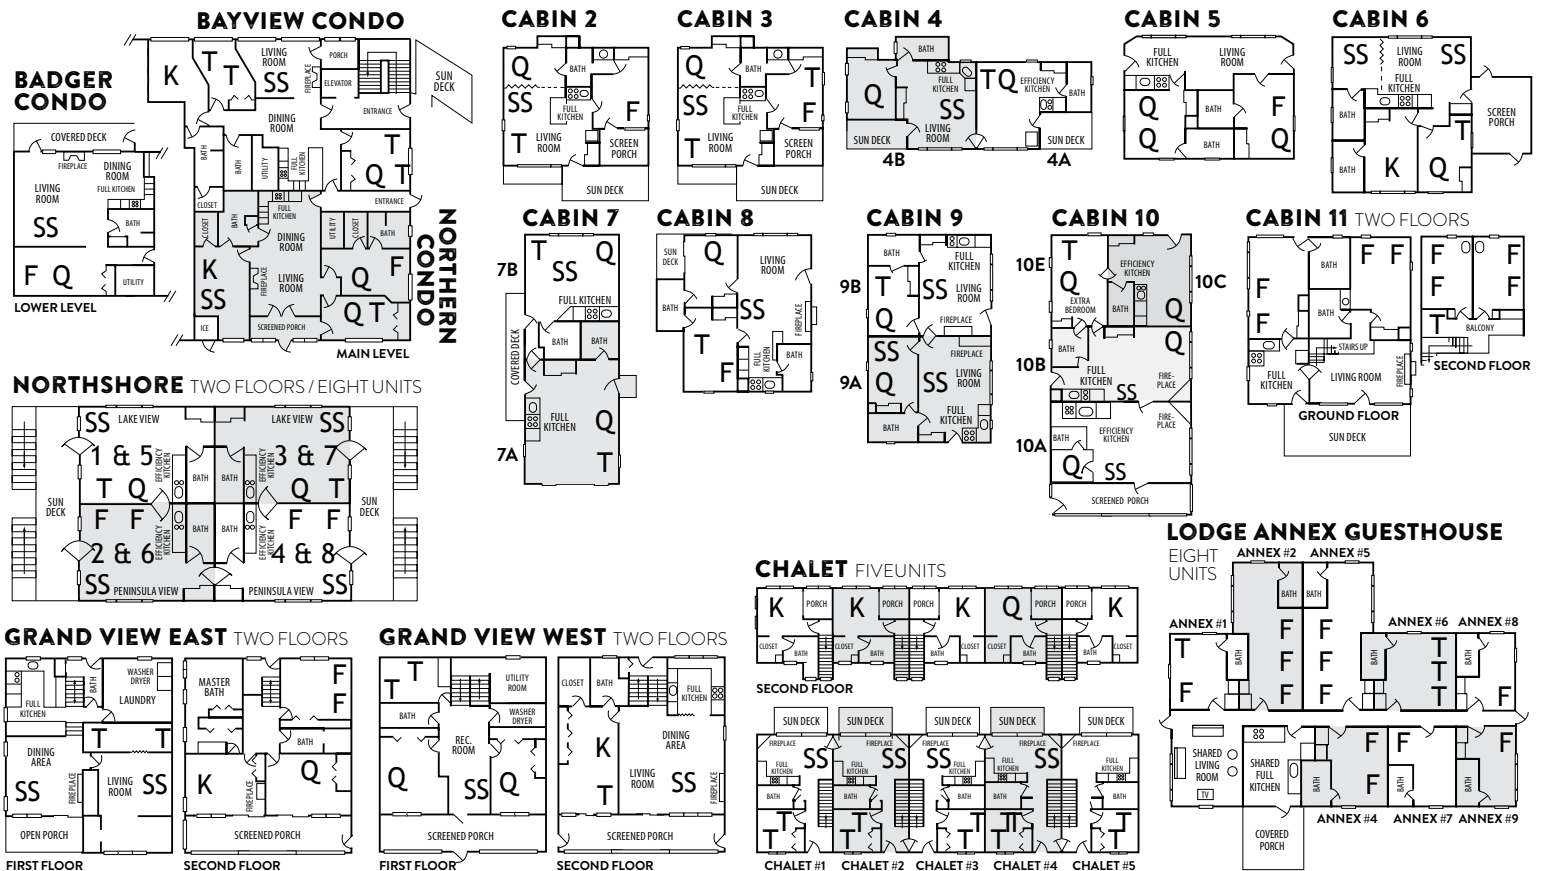 BAYVIEW CONDO
K
T
T
LIVING
ROOM
SS
FIREPLACE
PORCH
ELEVATOR
SUN
DECK
ENTRANCE
DINING
ROOM
BATH
BATH
UTILITY
FULL
KITCHEN
T
Q T
CLOSET
ENTRANCE
BADGER
CONDO
COVERED DECK
FIREPLACE
DINING
ROOM
LIVING
ROOM
FULL KITCHEN
SS
BATH
F Q
UTILITY
LOWER LEVEL
NORTHERN
CONDO
CLOSET
BATH
FULL
KITCHEN
DINING
ROOM
UTILITY
CLOSET
BATH
K
SS
FIREPLACE
LIVING
ROOM
Q
F
Q T
ICE
SCREENED PORCH
MAIN LEVEL
CABIN 2
Q
BATH
SS
FULL
KITCHEN
F
T
LIVING
ROOM
SCREEN
PORCH
SUN DECK
CABIN 3
Q
BATH
T
SS
FULL
KITCHEN
F
T
LIVING
ROOM
SCREEN
PORCH
SUN DECK
CABIN 4
BATH
Q
FULL
KITCHEN
SS
LIVING
ROOM
SUN DECK
4B
TQ
EFFICIENCY
KITCHEN
BATH
SUN DECK
4A
CABIN 5
FULL
KITCHEN
LIVING
ROOM
Q
BATH
F
Q
BATH
Q
CABIN 6
SS
LIVING
ROOM
SS
FULL
KITCHEN
BATH
T
SCREEN
PORCH
BATH
K
Q
CABIN 7
7B
T
Q
SS
FULL KITCHEN
BATH
BATH
COVERED DECK
FULL
KITCHEN
Q
7A
T
CABIN 8
SUN
DECK
Q
LIVING
ROOM
BATH
SS
FIREPLACE
T
F
FULL
KITCHEN
BATH
CABIN 9
BATH
FULL
KITCHEN
9B
T
SS
LIVING
ROOM
Q
FIREPLACE
SS
FIREPLACE
9A
Q
SS
LIVING
ROOM
FULL
KITCHEN
BATH
CABIN 10
10E
T
Q
EFFICIENCY
KITCHEN
10C
EXTRA
BEDROOM
BATH
Q
Q
BATH
10B
FULL
KITCHEN
SS
FIRE-
PLACE
EFFICIENCY
KITCHEN
FIRE-
PLACE
10A
BATH
Q
SS
SCREENED PORCH
CABIN 11 TWO FLOORS
BATH
F F
F
F
BATH
STAIRS UP
FULL
KITCHEN
LIVING ROOM
FIREPLACE
GROUND FLOOR
SUN DECK
F
F
F
F
T
BALCONY
SECOND FLOOR
NORTHSHORE TWO FLOORS / EIGHT UNITS
SS
LAKE VIEW
1 & 5
T Q
EFFICIENCY
KITCHEN
BATH
LAKE VIEW
SS
BATH
EFFICIENCY
KITCHEN
3 & 7
Q T
SUN
DECK
SUN
DECK
F F
2 & 6
EFFICIENCY
KITCHEN
BATH
SS
PENINSULA VIEW
BATH
EFFICIENCY
KITCHEN
F F
4 & 8
PENINSULA VIEW
SS
GRAND VIEW EAST TWO FLOORS
BATH
WASHER
DRYER
LAUNDRY
FULL
KITCHEN
DINING
AREA
T T
SS
FIREPLACE
LIVING
ROOM
SS
OPEN PORCH
FIRST FLOOR
MASTER
BATH
F
F
BATH
K
FIREPLACE
Q
SCREENED PORCH
SECOND FLOOR
GRAND VIEW WEST TWO FLOORS
T
T
UTILITY
ROOM
BATH
WASHER
DRYER
REC.
ROOM
Q
SS
Q
SCREENED PORCH
FIRST FLOOR
CLOSET
BATH
FULL
KITCHEN
K
DINING
AREA
T
LIVING
ROOM
SS
FIREPLACE
SCREENED PORCH
SECOND FLOOR
CHALET FIVEUNITS
K
PORCH
K
PORCH
PORCH
K
Q
PORCH
PORCH
K
CLOSET
BATH
CLOSET
BATH
BATH
CLOSET
CLOSET
BATH
BATH
CLOSET
SECOND FLOOR
SUN DECK
SUN DECK
SUN DECK
SUN DECK
SUN DECK
FIREPLACE
SS
FULL
KITCHEN
BATH
T
T
FIREPLACE
SS
FULL
KITCHEN
BATH
T
T
FIREPLACE
SS
FULL
KITCHEN
BATH
T
T
FIREPLACE
SS
FULL
KITCHEN
BATH
T
T
FIREPLACE
SS
FULL
KITCHEN
BATH
T
T
CHALET #1
CHALET #2
CHALET #3
CHALET #4
CHALET #5
LODGE ANNEX GUESTHOUSE
EIGHT
UNITS
ANNEX #2
ANNEX #5
BATH
BATH
F F
F F
F F
ANNEX #1
T
BATH
F
ANNEX #6
BATH
T
T
T
ANNEX #8
BATH
F
SHARED
LIVING
ROOM
TV
SHARED
FULL
KITCHEN
BATH
F
F
F
BATH
BATH
F
ANNEX #4
ANNEX #7
ANNEX #9
COVERED
PORCH